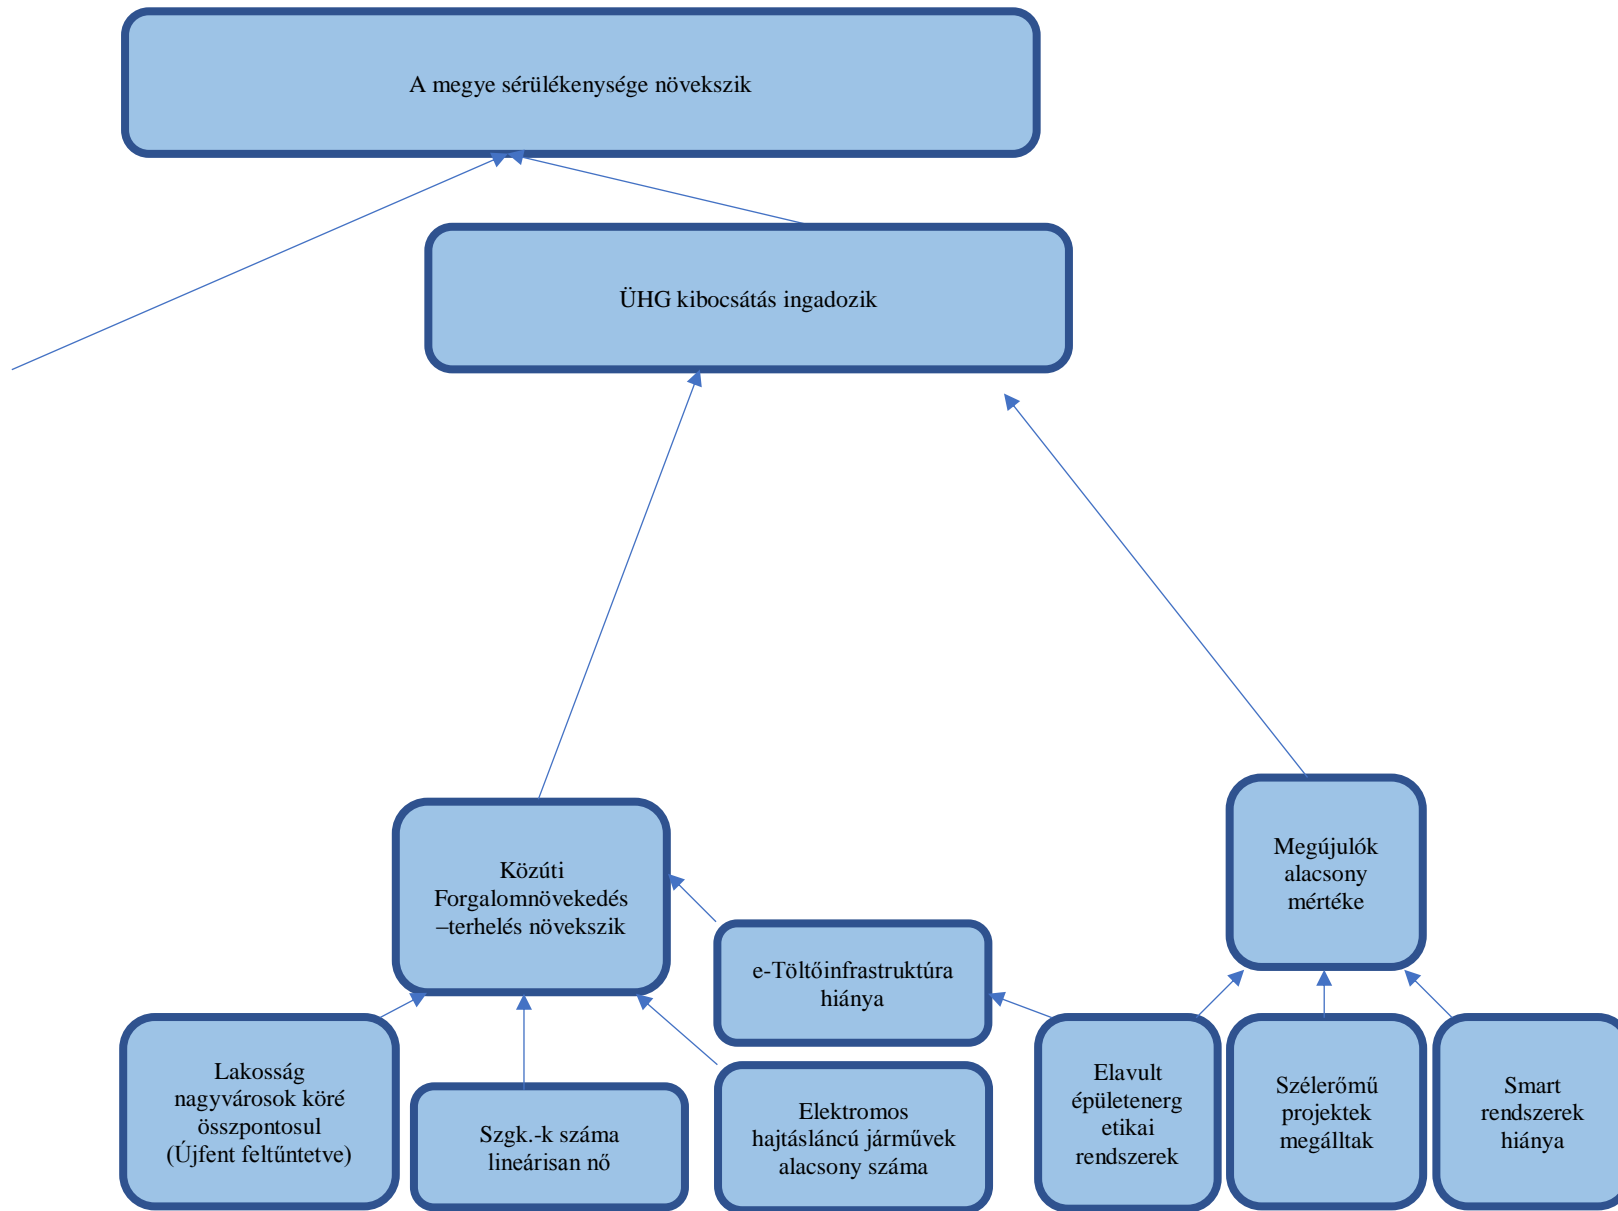 A megye sérülékenysége növekszik
ÜHG kibocsátás ingadozik
Közúti
Forgalomnövekedés
–terhelés növekszik
Megújulók
alacsony
mértéke
e-Töltőinfrastruktúra
hiánya
Lakosság
nagyvárosok köré
összpontosul
(Újfent feltűntetve)
Szgk.-k száma
lineárisan nő
Elektromos
hajtásláncú járművek
alacsony száma
Elavult
épületenerg
etikai
rendszerek
Szélerőmű
projektek
megálltak
Smart
rendszerek
hiánya